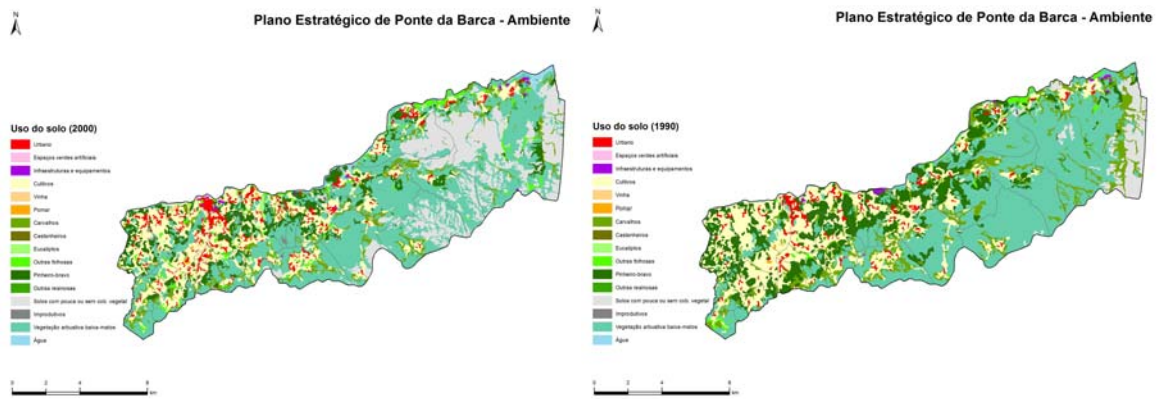 N
Plano Estratégico de Ponte da Barca - Ambiente
Uso do solo (2000)
Urbano
Espaços verdes artificiais
Infraestruturas e equipamentos
Cultivos
Vinha
Pomar
Carvalhos
Castanheiros
Eucaliptos
Outras folhosas
Pinheiro-bravo
Outras resinosas
Solos com pouca ou sem cob. vegetal
Improdutivos
Vegetação arbustiva baixa-matos
Água
0 2 4 8
km
N
Plano Estratégico de Ponte da Barca - Ambiente
Uso do solo (1990)
Urbano
Espaços verdes artificiais
Infraestruturas e equipamentos
Cultivos
Vinha
Pomar
Carvalhos
Castanheiros
Eucaliptos
Outras folhosas
Pinheiro-bravo
Outras resinosas
Solos com pouca ou sem cob. vegetal
Improdutivos
Vegetação arbustiva baixa-matos
Água
0 2 4 8
km